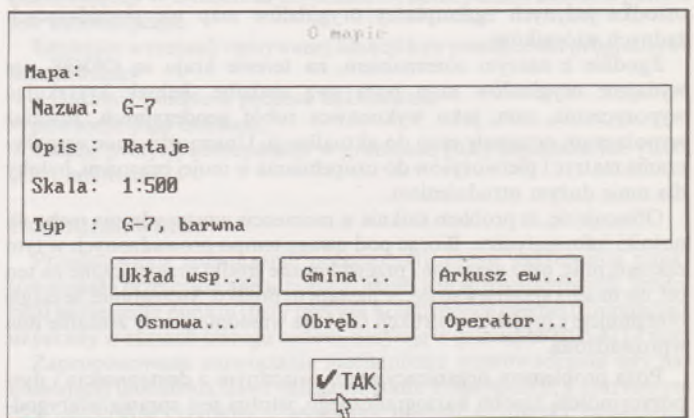 O mapie
Mapa:
Nazwa: G-7
Opis : Rataje
Skala: 1:500
Typ : G-7, barwna
Układ ws ... Gmina... Arkusz ew...
Osnowa... Obręb... Operator...
TAK